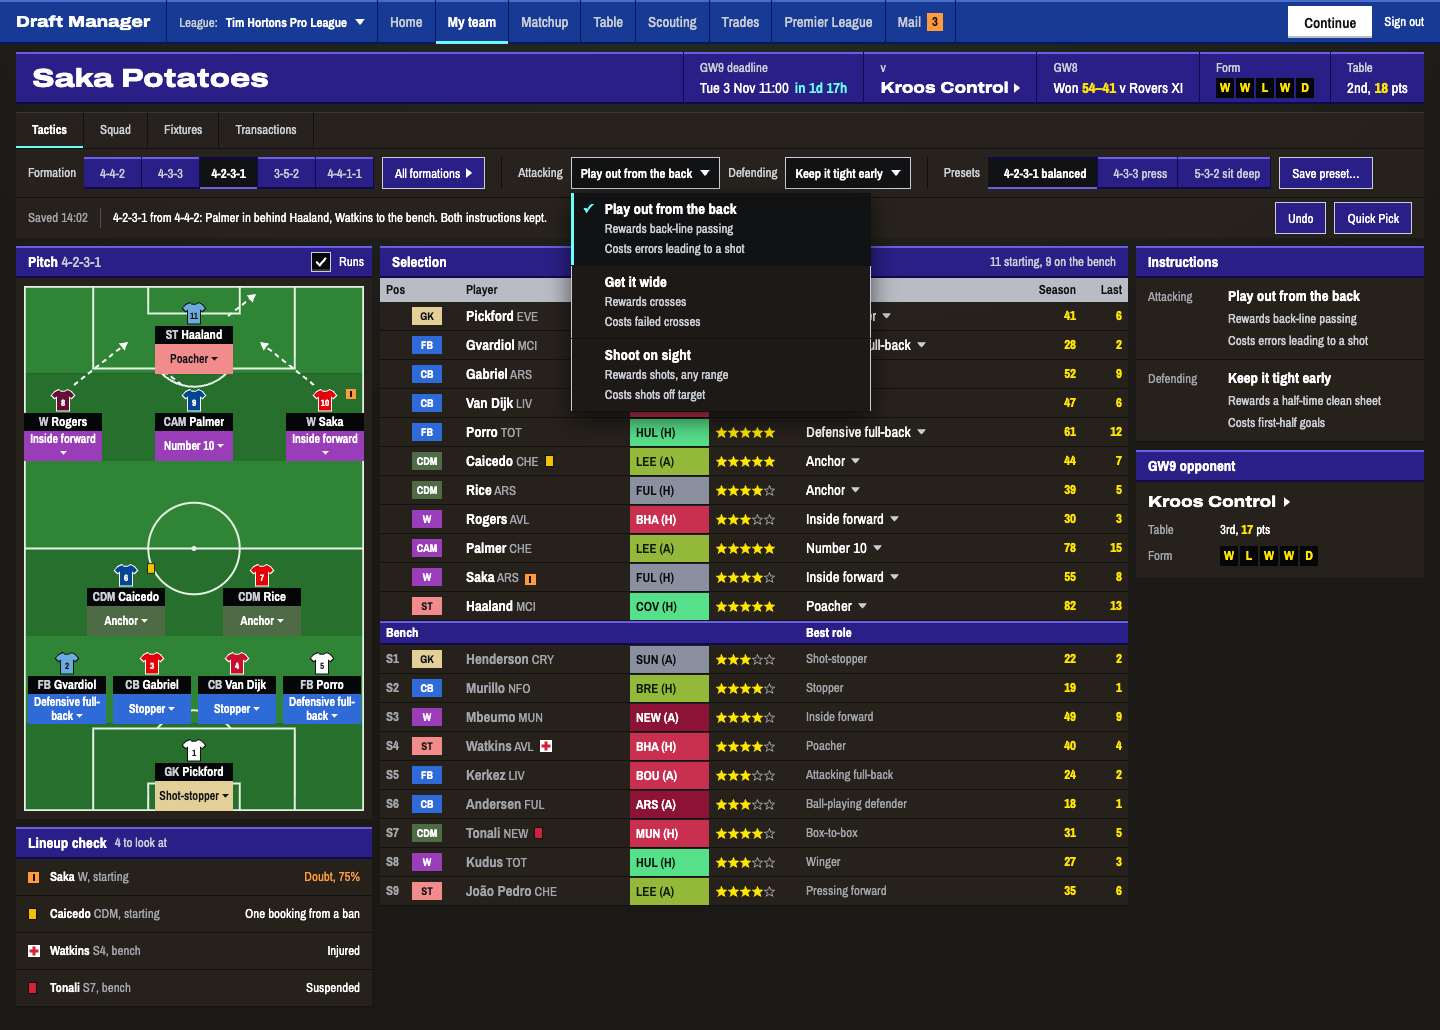 Draft Manager
League: Tim Hortons Pro League
Home
My team
Matchup
Table
Scouting
Trades
Premier League
Mail 3
Continue
Sign out
Saka Potatoes
GW9 deadline
Tue 3 Nov 11:00 in 1d 17h
v
Kroos Control
GW8
Won 54–41 v Rovers XI
Form
W W L W D
Table
2nd, 18 pts
Tactics
Squad
Fixtures
Transactions
Formation
4-4-2
4-3-3
4-2-3-1
3-5-2
4-4-1-1
All formations
Attacking
Play out from the back
Defending
Keep it tight early
Presets
4-2-3-1 balanced
4-3-3 press
5-3-2 sit deep
Save preset...
Saved 14:02
4-2-3-1 from 4-4-2: Palmer in behind Haaland, Watkins to the bench. Both instructions kept.
Undo
Quick Pick
Play out from the back
Rewards back-line passing
Costs errors leading to a shot
Get it wide
Rewards crosses
Costs failed crosses
Shoot on sight
Rewards shots, any range
Costs shots off target
Pitch 4-2-3-1
Runs
11
ST Haaland
Poacher
8
W Rogers
Inside forward
9
CAM Palmer
Number 10
10
I
W Saka
Inside forward
6
CDM Caicedo
Anchor
7
CDM Rice
Anchor
2
FB Gvardiol
Defensive full-
back
3
CB Gabriel
Stopper
4
CB Van Dijk
Stopper
5
FB Porro
Defensive full-
back
1
GK Pickford
Shot-stopper
Lineup check 4 to look at
I Saka W, starting Doubt, 75%
Caicedo CDM, starting One booking from a ban
Watkins S4, bench Injured
Tonali S7, bench Suspended
Selection 11 starting, 9 on the bench
Pos Player Season Last
GK Pickford EVE 41 6
FB Gvardiol MCI ull-back 28 2
CB Gabriel ARS 52 9
CB Van Dijk LIV 47 6
FB Porro TOT HUL (H) Defensive full-back 61 12
CDM Caicedo CHE LEE (A) Anchor 44 7
CDM Rice ARS FUL (H) Anchor 39 5
W Rogers AVL BHA (H) Inside forward 30 3
CAM Palmer CHE LEE (A) Number 10 78 15
W Saka ARS I FUL (H) Inside forward 55 8
ST Haaland MCI COV (H) Poacher 82 13
Bench Best role
S1 GK Henderson CRY SUN (A) Shot-stopper 22 2
S2 CB Murillo NFO BRE (H) Stopper 19 1
S3 W Mbeumo MUN NEW (A) Inside forward 49 9
S4 ST Watkins AVL BHA (H) Poacher 40 4
S5 FB Kerkez LIV BOU (A) Attacking full-back 24 2
S6 CB Andersen FUL ARS (A) Ball-playing defender 18 1
S7 CDM Tonali NEW MUN (H) Box-to-box 31 5
S8 W Kudus TOT HUL (H) Winger 27 3
S9 ST João Pedro CHE LEE (A) Pressing forward 35 6
Instructions
Attacking
Play out from the back
Rewards back-line passing
Costs errors leading to a shot
Defending
Keep it tight early
Rewards a half-time clean sheet
Costs first-half goals
GW9 opponent
Kroos Control
Table 3rd, 17 pts
Form W L W W D